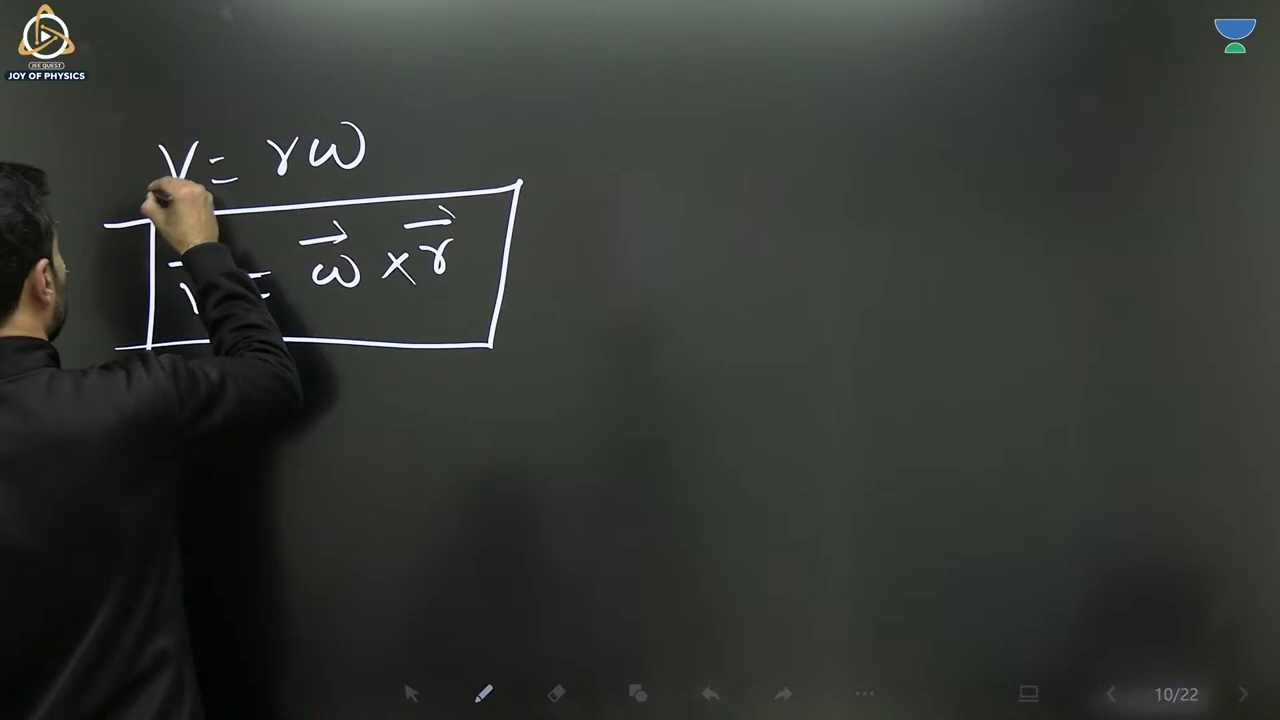 JEE QUEST
JOY OF PHYSICS
v = rω
v⃗ = ω⃗ × r⃗
10/22